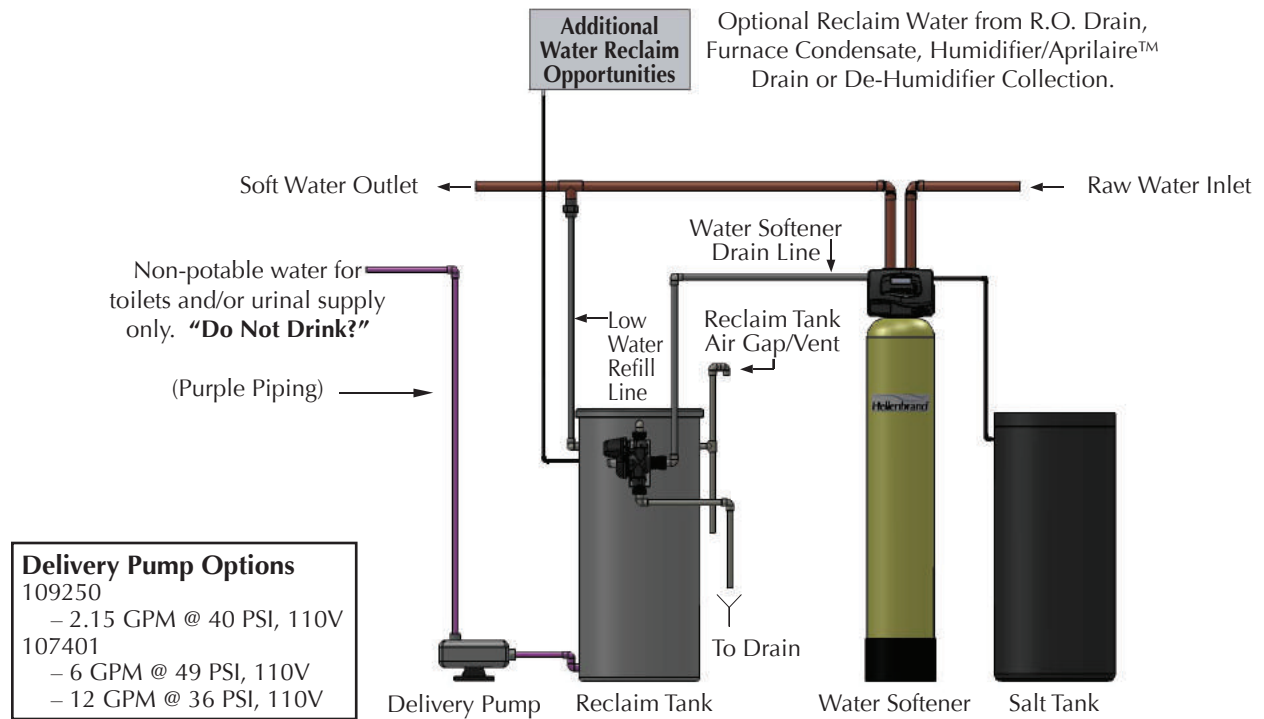 Additional
Water Reclaim
Opportunities
Optional Reclaim Water from R.O. Drain,
Furnace Condensate, Humidifier/Aprilaire™
Drain or De-Humidifier Collection.
Soft Water Outlet
Raw Water Inlet
Water Softener
Drain Line
Non-potable water for
toilets and/or urinal supply
only. “Do Not Drink?”
Low
Water
Refill
Line
Reclaim Tank
Air Gap/Vent
(Purple Piping)
Hellenbrand
Delivery Pump Options
109250
– 2.15 GPM @ 40 PSI, 110V
107401
– 6 GPM @ 49 PSI, 110V
– 12 GPM @ 36 PSI, 110V
To Drain
Delivery Pump
Reclaim Tank
Water Softener
Salt Tank